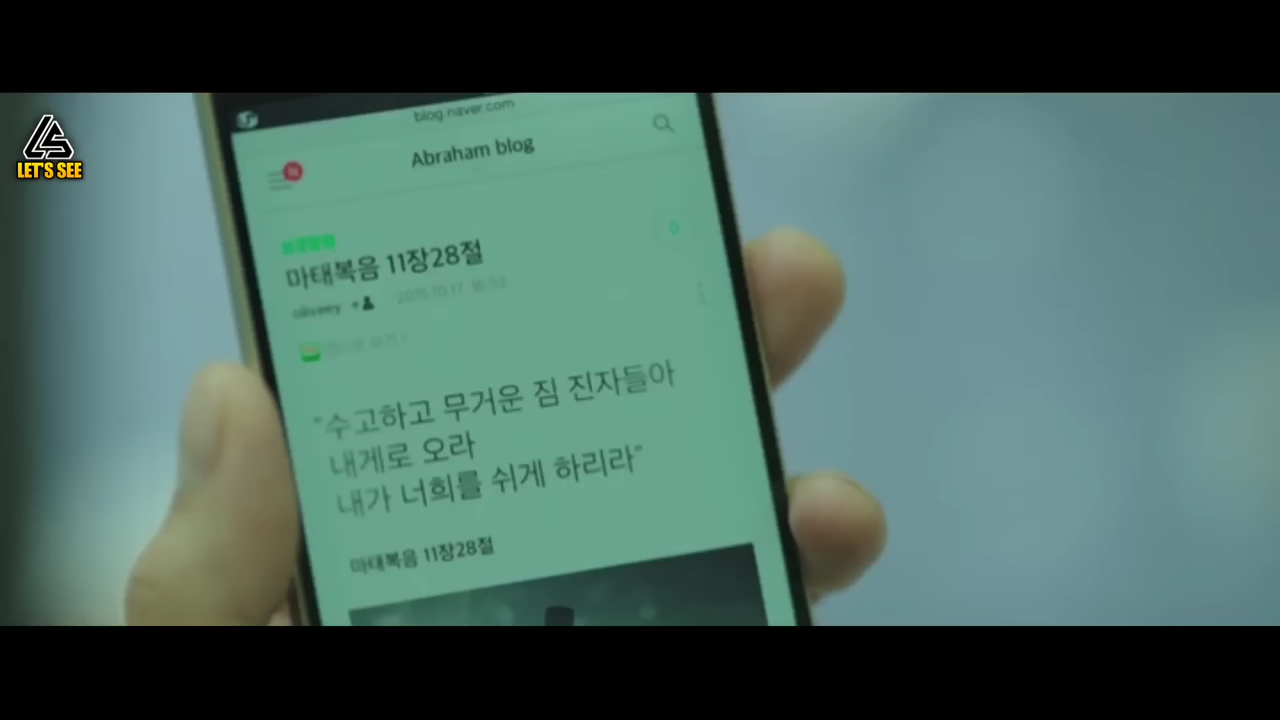 LET'S SEE
blog.naver.com
Abraham blog
마태복음 11장28절
"수고하고 무거운 짐 진자들아
내게로 오라
내가 너희를 쉬게 하리라"
마태복음 11장28절